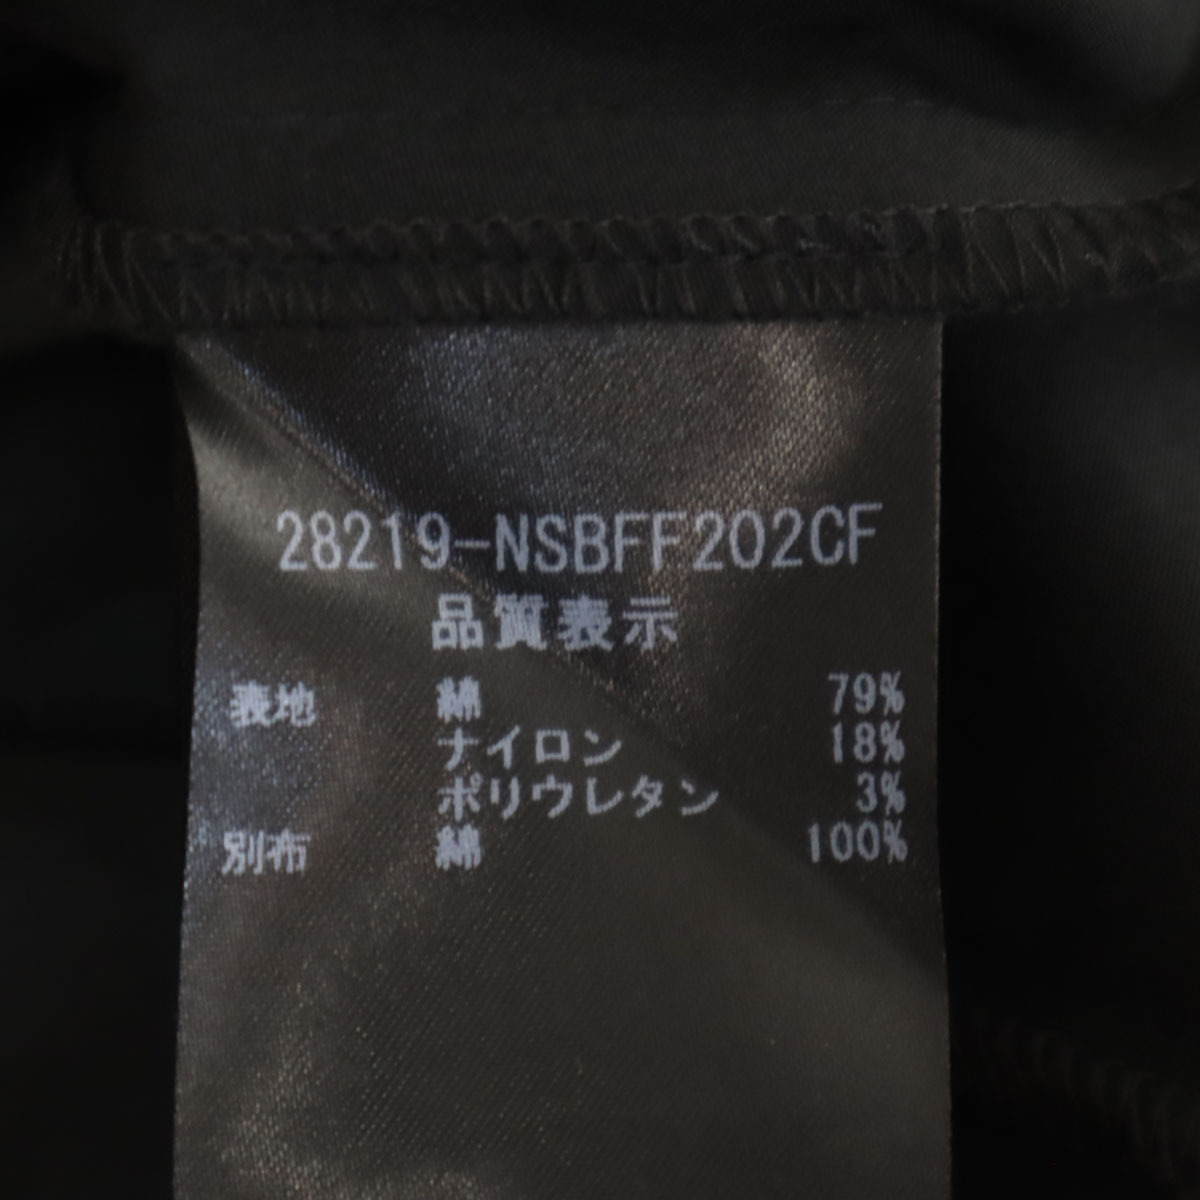 28219-NSBFF202CF
品質表示
表地 綿 79%
ナイロン 18%
ポリウレタン 3%
別布 綿 100%